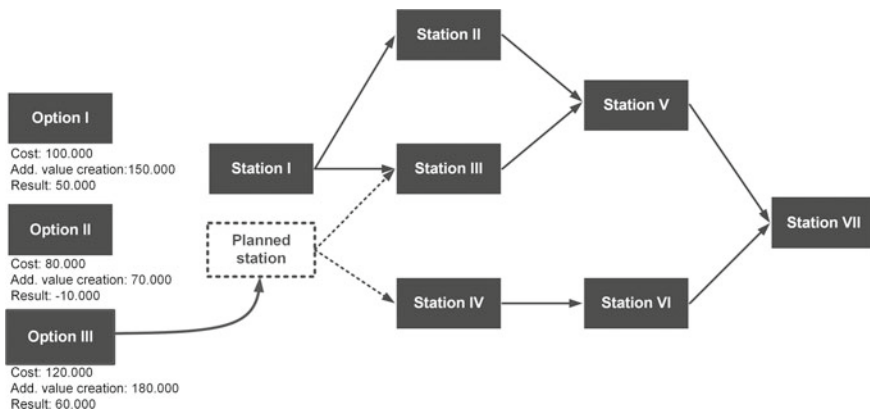 Option I
Cost: 100.000
Add. value creation:150.000
Result: 50.000
Option II
Cost: 80.000
Add. value creation: 70.000
Result: -10.000
Option III
Cost: 120.000
Add. value creation: 180.000
Result: 60.000
Station I
Planned
station
Station II
Station III
Station IV
Station V
Station VI
Station VII